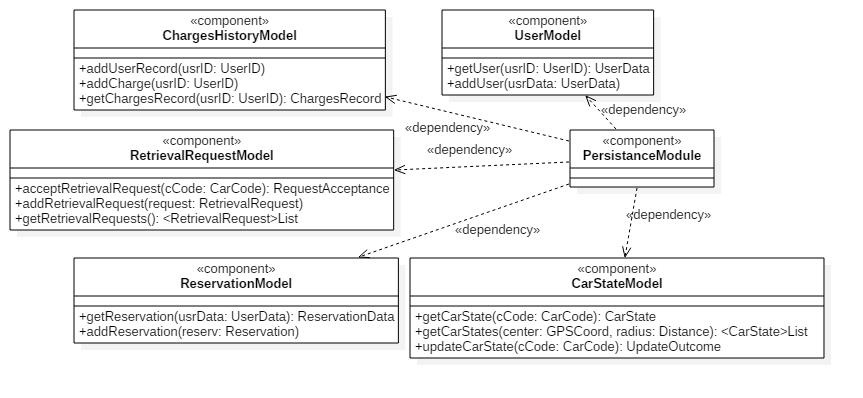 «component»
ChargesHistoryModel
+addUserRecord(usrID: UserID)
+addCharge(usrID: UserID)
+getChargesRecord(usrID: UserID): ChargesRecord
«component»
UserModel
+getUser(usrID: UserID): UserData
+addUser(usrData: UserData)
«dependency»
«dependency»
«dependency»
«component»
RetrievalRequestModel
+acceptRetrievalRequest(cCode: CarCode): RequestAcceptance
+addRetrievalRequest(request: RetrievalRequest)
+getRetrievalRequests(): <RetrievalRequest>List
«component»
PersistanceModule
«dependency»
«dependency»
«component»
ReservationModel
+getReservation(usrData: UserData): ReservationData
+addReservation(reserv: Reservation)
«component»
CarStateModel
+getCarState(cCode: CarCode): CarState
+getCarStates(center: GPSCoord, radius: Distance): <CarState>List
+updateCarState(cCode: CarCode): UpdateOutcome